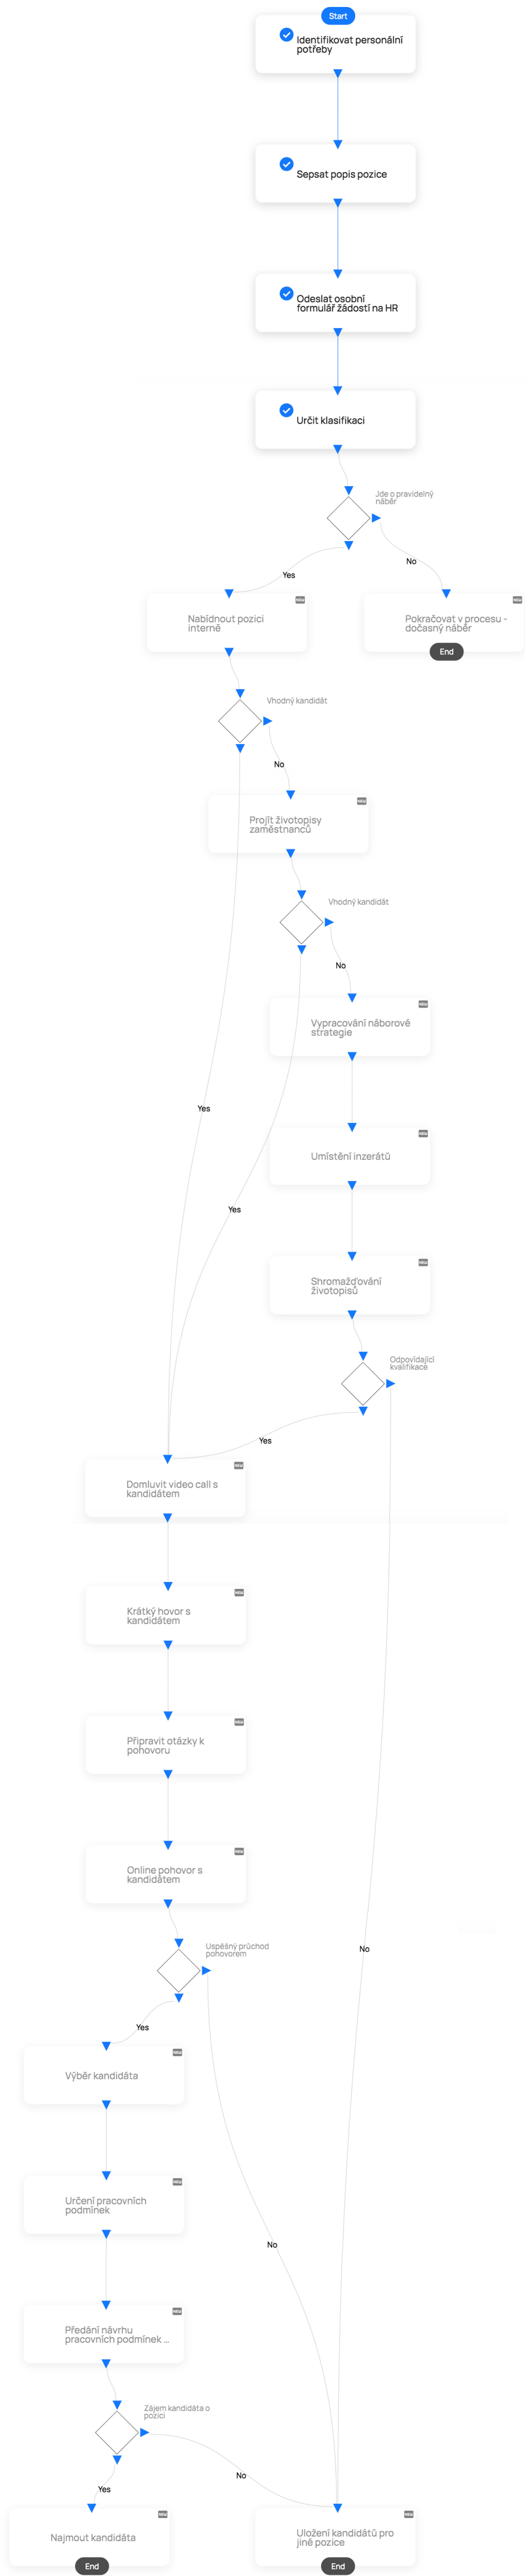 Start
Identifikovat personální
potřeby
Sepsat popis pozice
Odeslat osobní
formulář žádostí na HR
Určit klasifikaci
Jde o pravidelný
náběr
Yes
No
Nabídnout pozici
interně
Pokračovat v procesu -
dočasný náběr
End
Vhodný kandidát
No
Projít životopisy
zaměstnanců
Vhodný kandidát
No
Vypracování náborové
strategie
Yes
Umístění inzerátů
Yes
Shromažďování
životopisů
Odpovídající
kvalifikace
Yes
Domluvit video call s
kandidátem
Krátký hovor s
kandidátem
Připravit otázky k
pohovoru
Online pohovor s
kandidátem
Uspěšný průchod
pohovorem
No
Yes
Výběr kandidáta
Určení pracovních
podmínek
No
Předání návrhu
pracovních podmínek ...
Zájem kandidáta o
pozici
No
Yes
Najmout kandidáta
Uložení kandidátů pro
jiné pozice
End
End